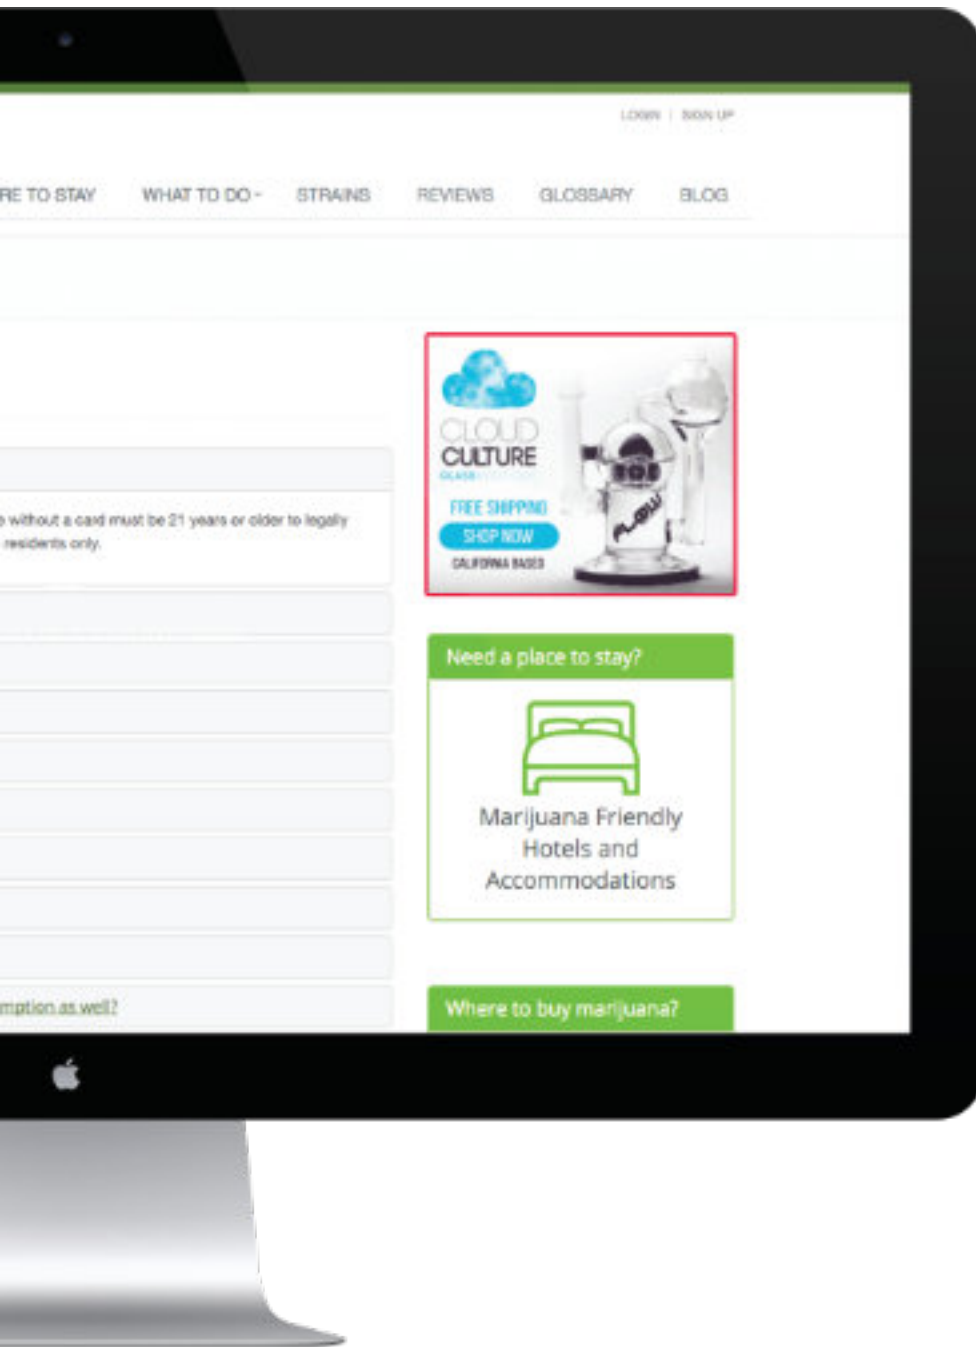 LOGIN | SIGN UP
RE TO STAY WHAT TO DO - STRAINS REVIEWS GLOSSARY BLOG
CLOUD
CULTURE
GLASS
FREE SHIPPING
SHOP NOW
CALIFORNIA BASED
FLOW
without a card must be 21 years or older to legally
residents only.
Need a place to stay?
Marijuana Friendly
Hotels and
Accommodations
mption as well?
Where to buy marijuana?